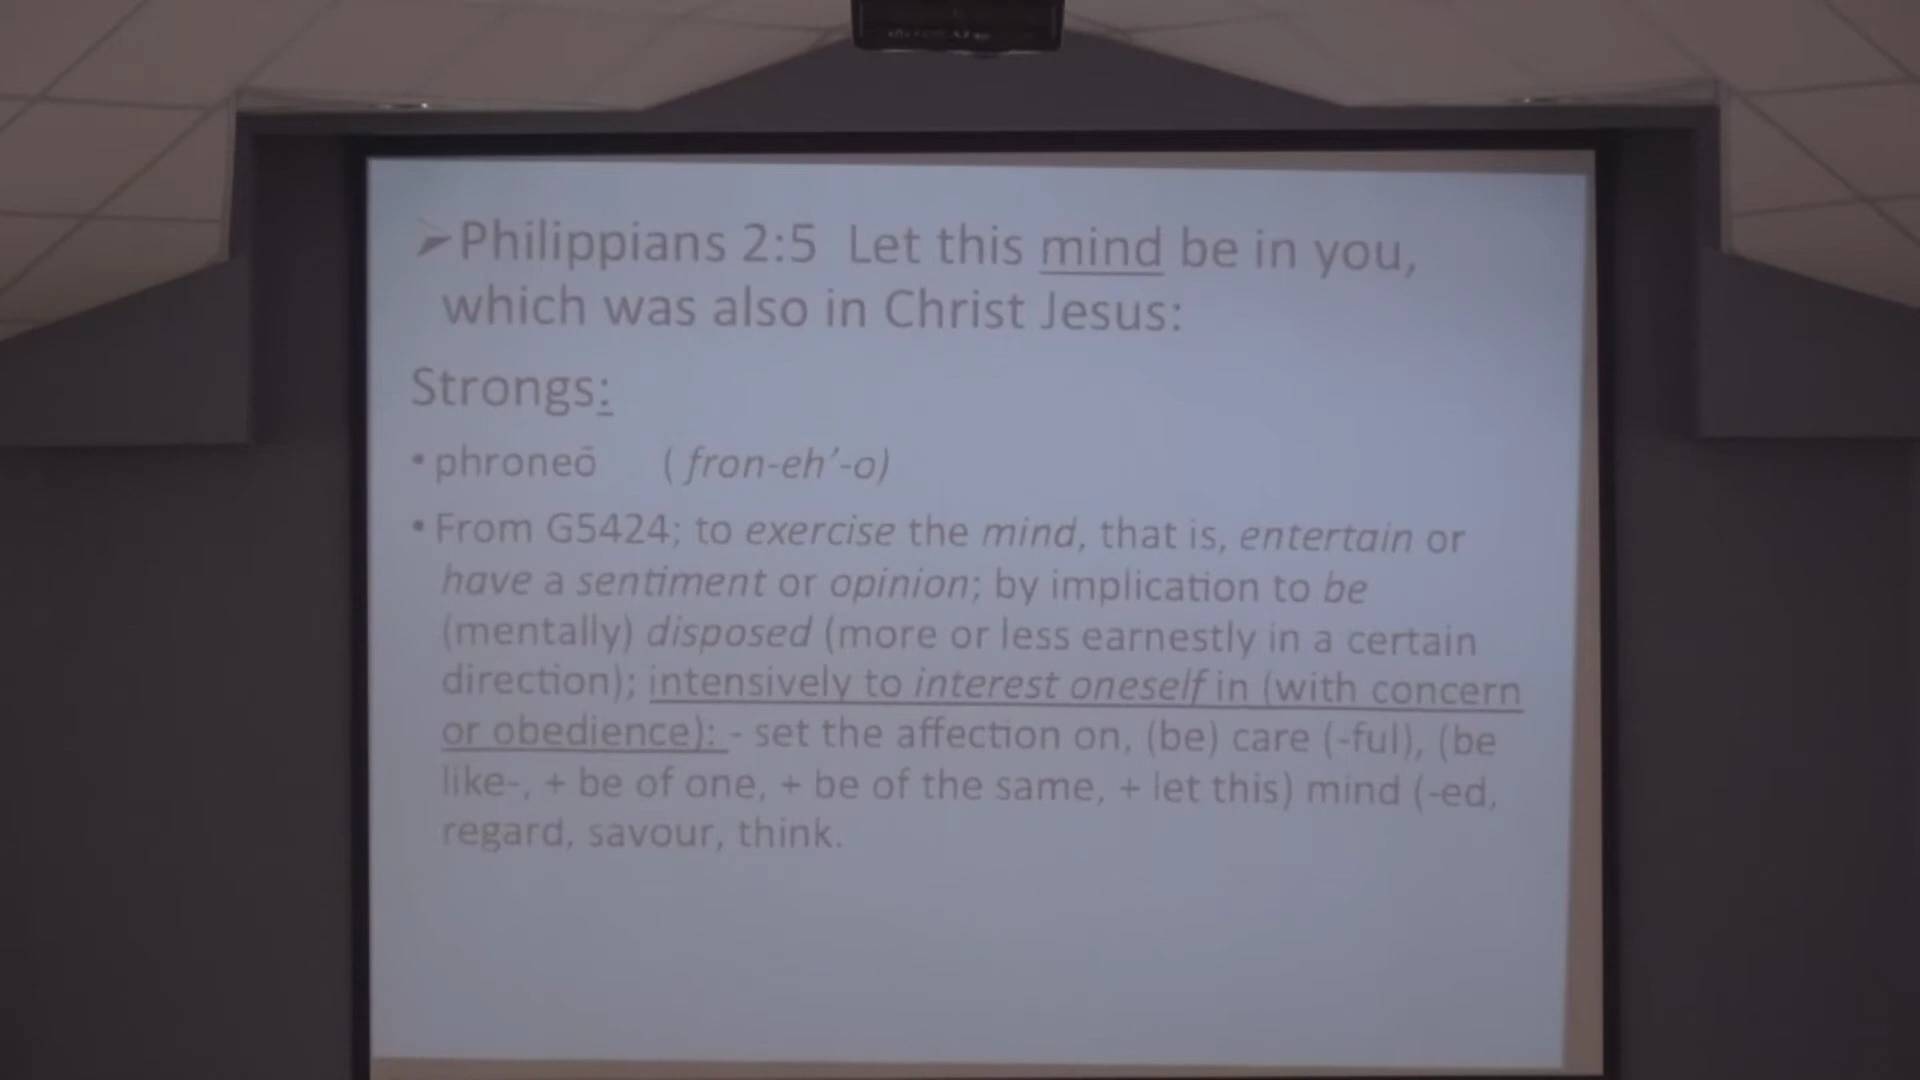 ➢Philippians 2:5 Let this mind be in you,
which was also in Christ Jesus:
Strongs:
• phroneō ( fron-eh’-o)
• From G5424; to exercise the mind, that is, entertain or
have a sentiment or opinion; by implication to be
(mentally) disposed (more or less earnestly in a certain
direction); intensively to interest oneself in (with concern
or obedience): - set the affection on, (be) care (-ful), (be
like-, + be of one, + be of the same, + let this) mind (-ed,
regard, savour, think.